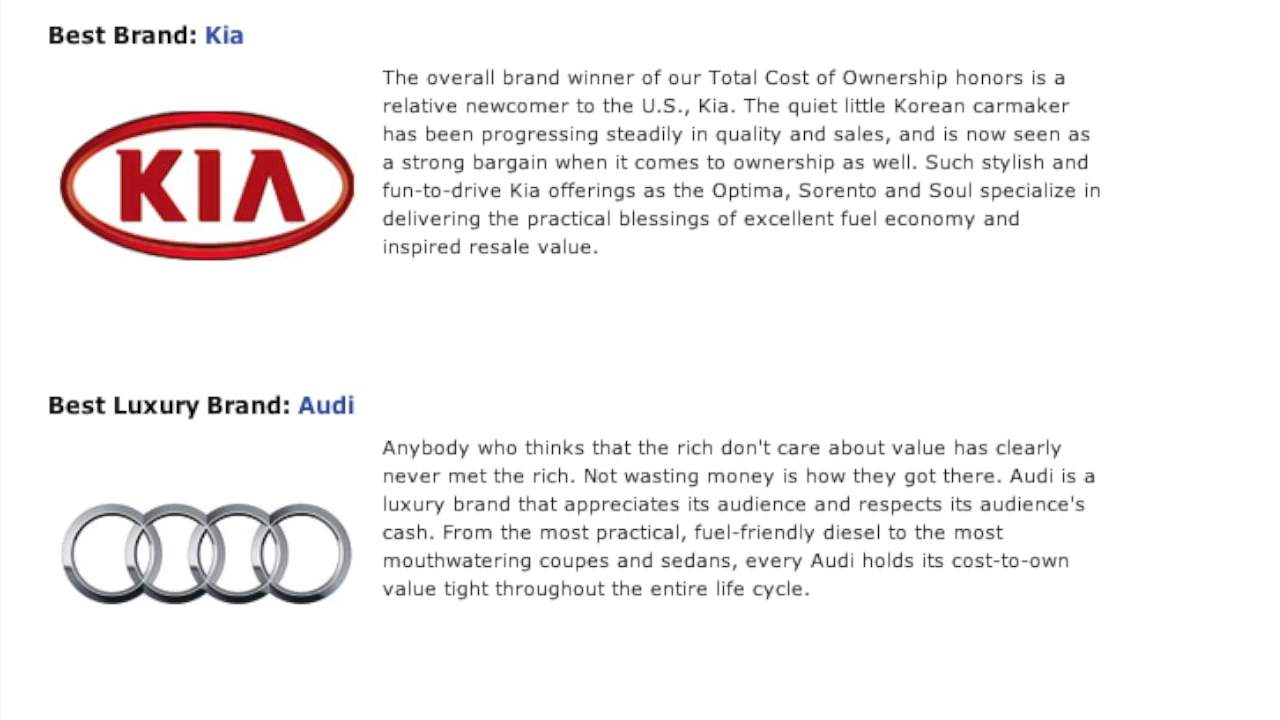 Best Brand: Kia
KIA
The overall brand winner of our Total Cost of Ownership honors is a
relative newcomer to the U.S., Kia. The quiet little Korean carmaker
has been progressing steadily in quality and sales, and is now seen as
a strong bargain when it comes to ownership as well. Such stylish and
fun-to-drive Kia offerings as the Optima, Sorento and Soul specialize in
delivering the practical blessings of excellent fuel economy and
inspired resale value.
Best Luxury Brand: Audi
Anybody who thinks that the rich don't care about value has clearly
never met the rich. Not wasting money is how they got there. Audi is a
luxury brand that appreciates its audience and respects its audience's
cash. From the most practical, fuel-friendly diesel to the most
mouthwatering coupes and sedans, every Audi holds its cost-to-own
value tight throughout the entire life cycle.